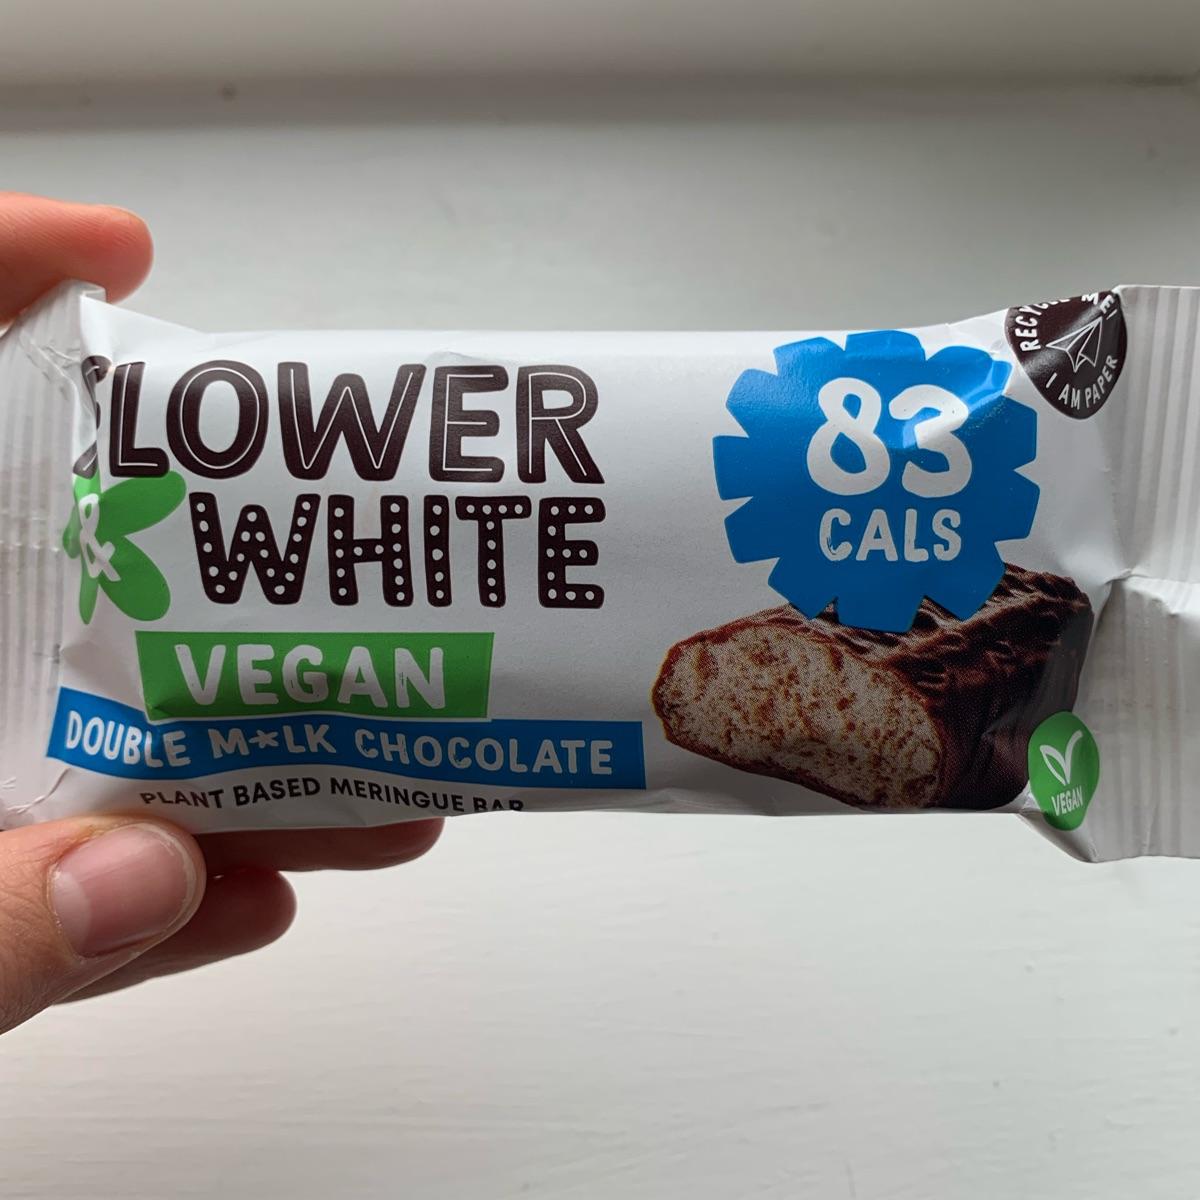 FLOWER
& WHITE
VEGAN
DOUBLE M*LK CHOCOLATE
PLANT BASED MERINGUE BAR
83
CALS
RECYCLE ME!
I AM PAPER
VEGAN